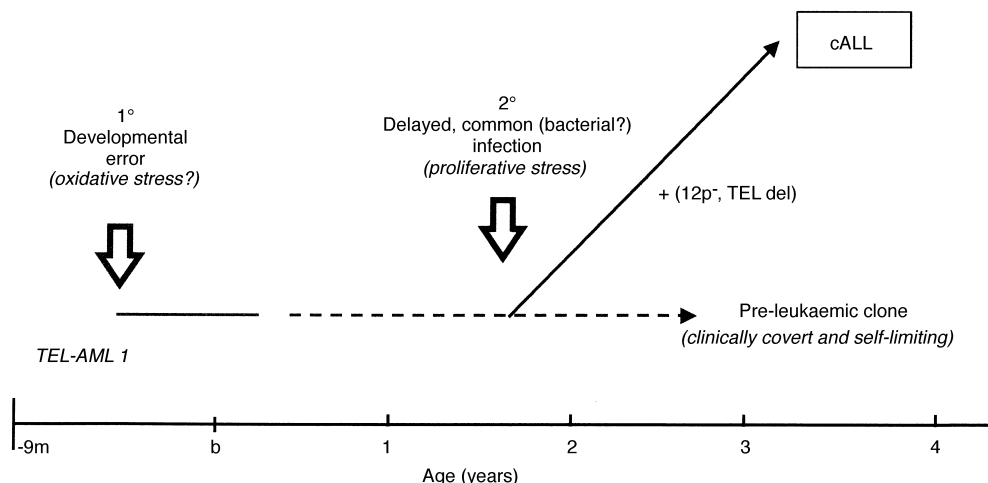 cALL
1°
Developmental
error
(oxidative stress?)
2°
Delayed, common (bacterial?)
infection
(proliferative stress)
+ (12p-, TEL del)
Pre-leukaemic clone
(clinically covert and self-limiting)
TEL-AML 1
-9m b 1 2 3 4
Age (years)